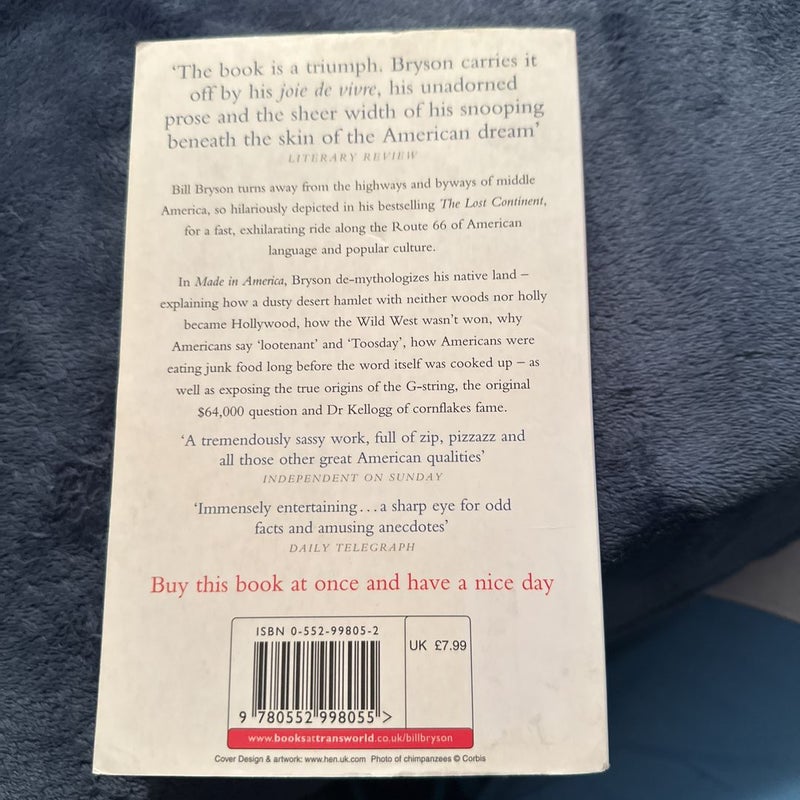 ‘The book is a triumph. Bryson carries it
off by his joie de vivre, his unadorned
prose and the sheer width of his snooping
beneath the skin of the American dream’
LITERARY REVIEW
Bill Bryson turns away from the highways and byways of middle
America, so hilariously depicted in his bestselling The Lost Continent,
for a fast, exhilarating ride along the Route 66 of American
language and popular culture.
In Made in America, Bryson de-mythologizes his native land –
explaining how a dusty desert hamlet with neither woods nor holly
became Hollywood, how the Wild West wasn’t won, why
Americans say ‘lootenant’ and ‘Toosday’, how Americans were
eating junk food long before the word itself was cooked up – as
well as exposing the true origins of the G-string, the original
$64,000 question and Dr Kellogg of cornflakes fame.
‘A tremendously sassy work, full of zip, pizzazz and
all those other great American qualities’
INDEPENDENT ON SUNDAY
‘Immensely entertaining...a sharp eye for odd
facts and amusing anecdotes’
DAILY TELEGRAPH
Buy this book at once and have a nice day
ISBN 0-552-99805-2
UK £7.99
9 780552 998055 >
www.booksattransworld.co.uk/billbryson
Cover Design & artwork: www.hen.uk.com Photo of chimpanzees © Corbis